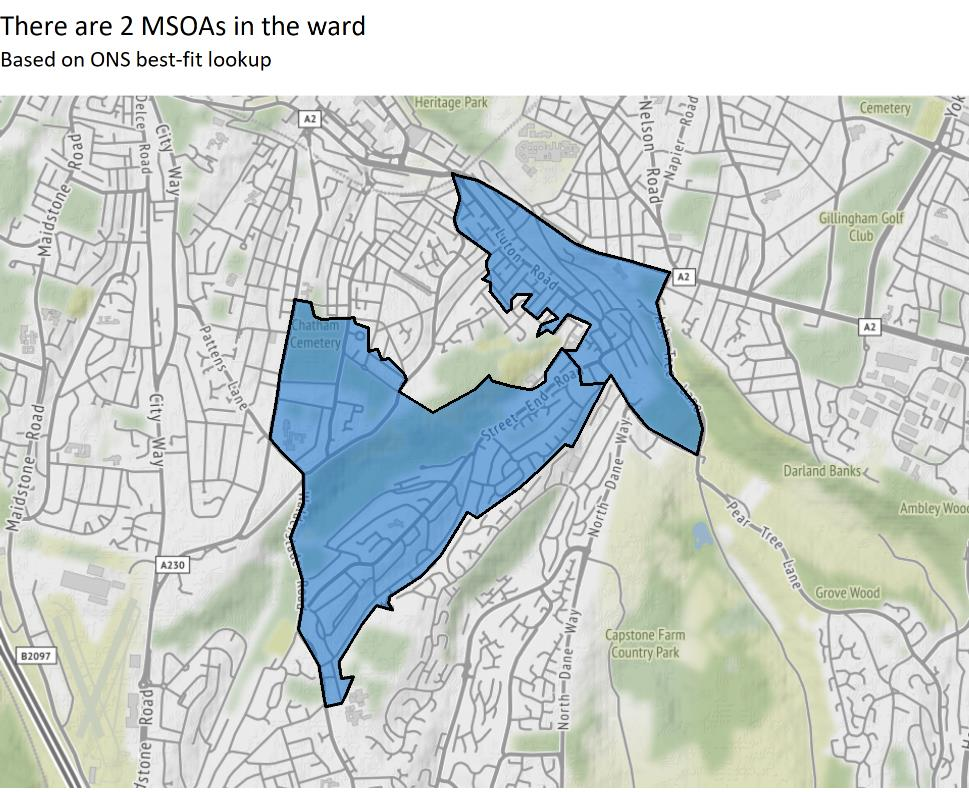 There are 2 MSOAs in the ward
Based on ONS best-fit lookup
Heritage Park
Cemetery
A2
Delce Road
City Way
Maidstone Road
Nelson Road
Napier Road
Gillingham Golf
Club
Luton Road
A2
A2
Chatham
Cemetery
Pattens Lane
City Way
Maidstone Road
Street End Road
North Dane Way
Darland Banks
Ambley Wood
Pear Tree Lane
A230
Grove Wood
Capstone Farm
Country Park
B2097
North Dane Way